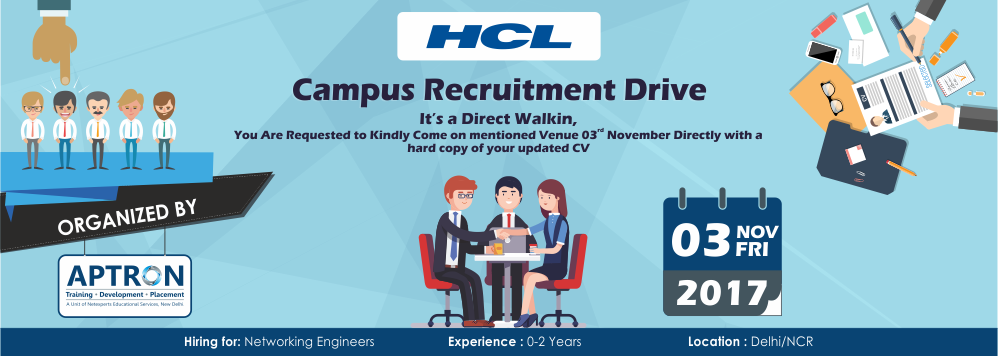 HCL
Campus Recruitment Drive
It's a Direct Walkin,
You Are Requested to Kindly Come on mentioned Venue 03rd November Directly with a
hard copy of your updated CV
ORGANIZED BY
APTRON
Training • Development • Placement
A Unit of Netexperts Educational Services, New Delhi
03 NOV
FRI
2017
Hiring for: Networking Engineers
Experience : 0-2 Years
Location : Delhi/NCR